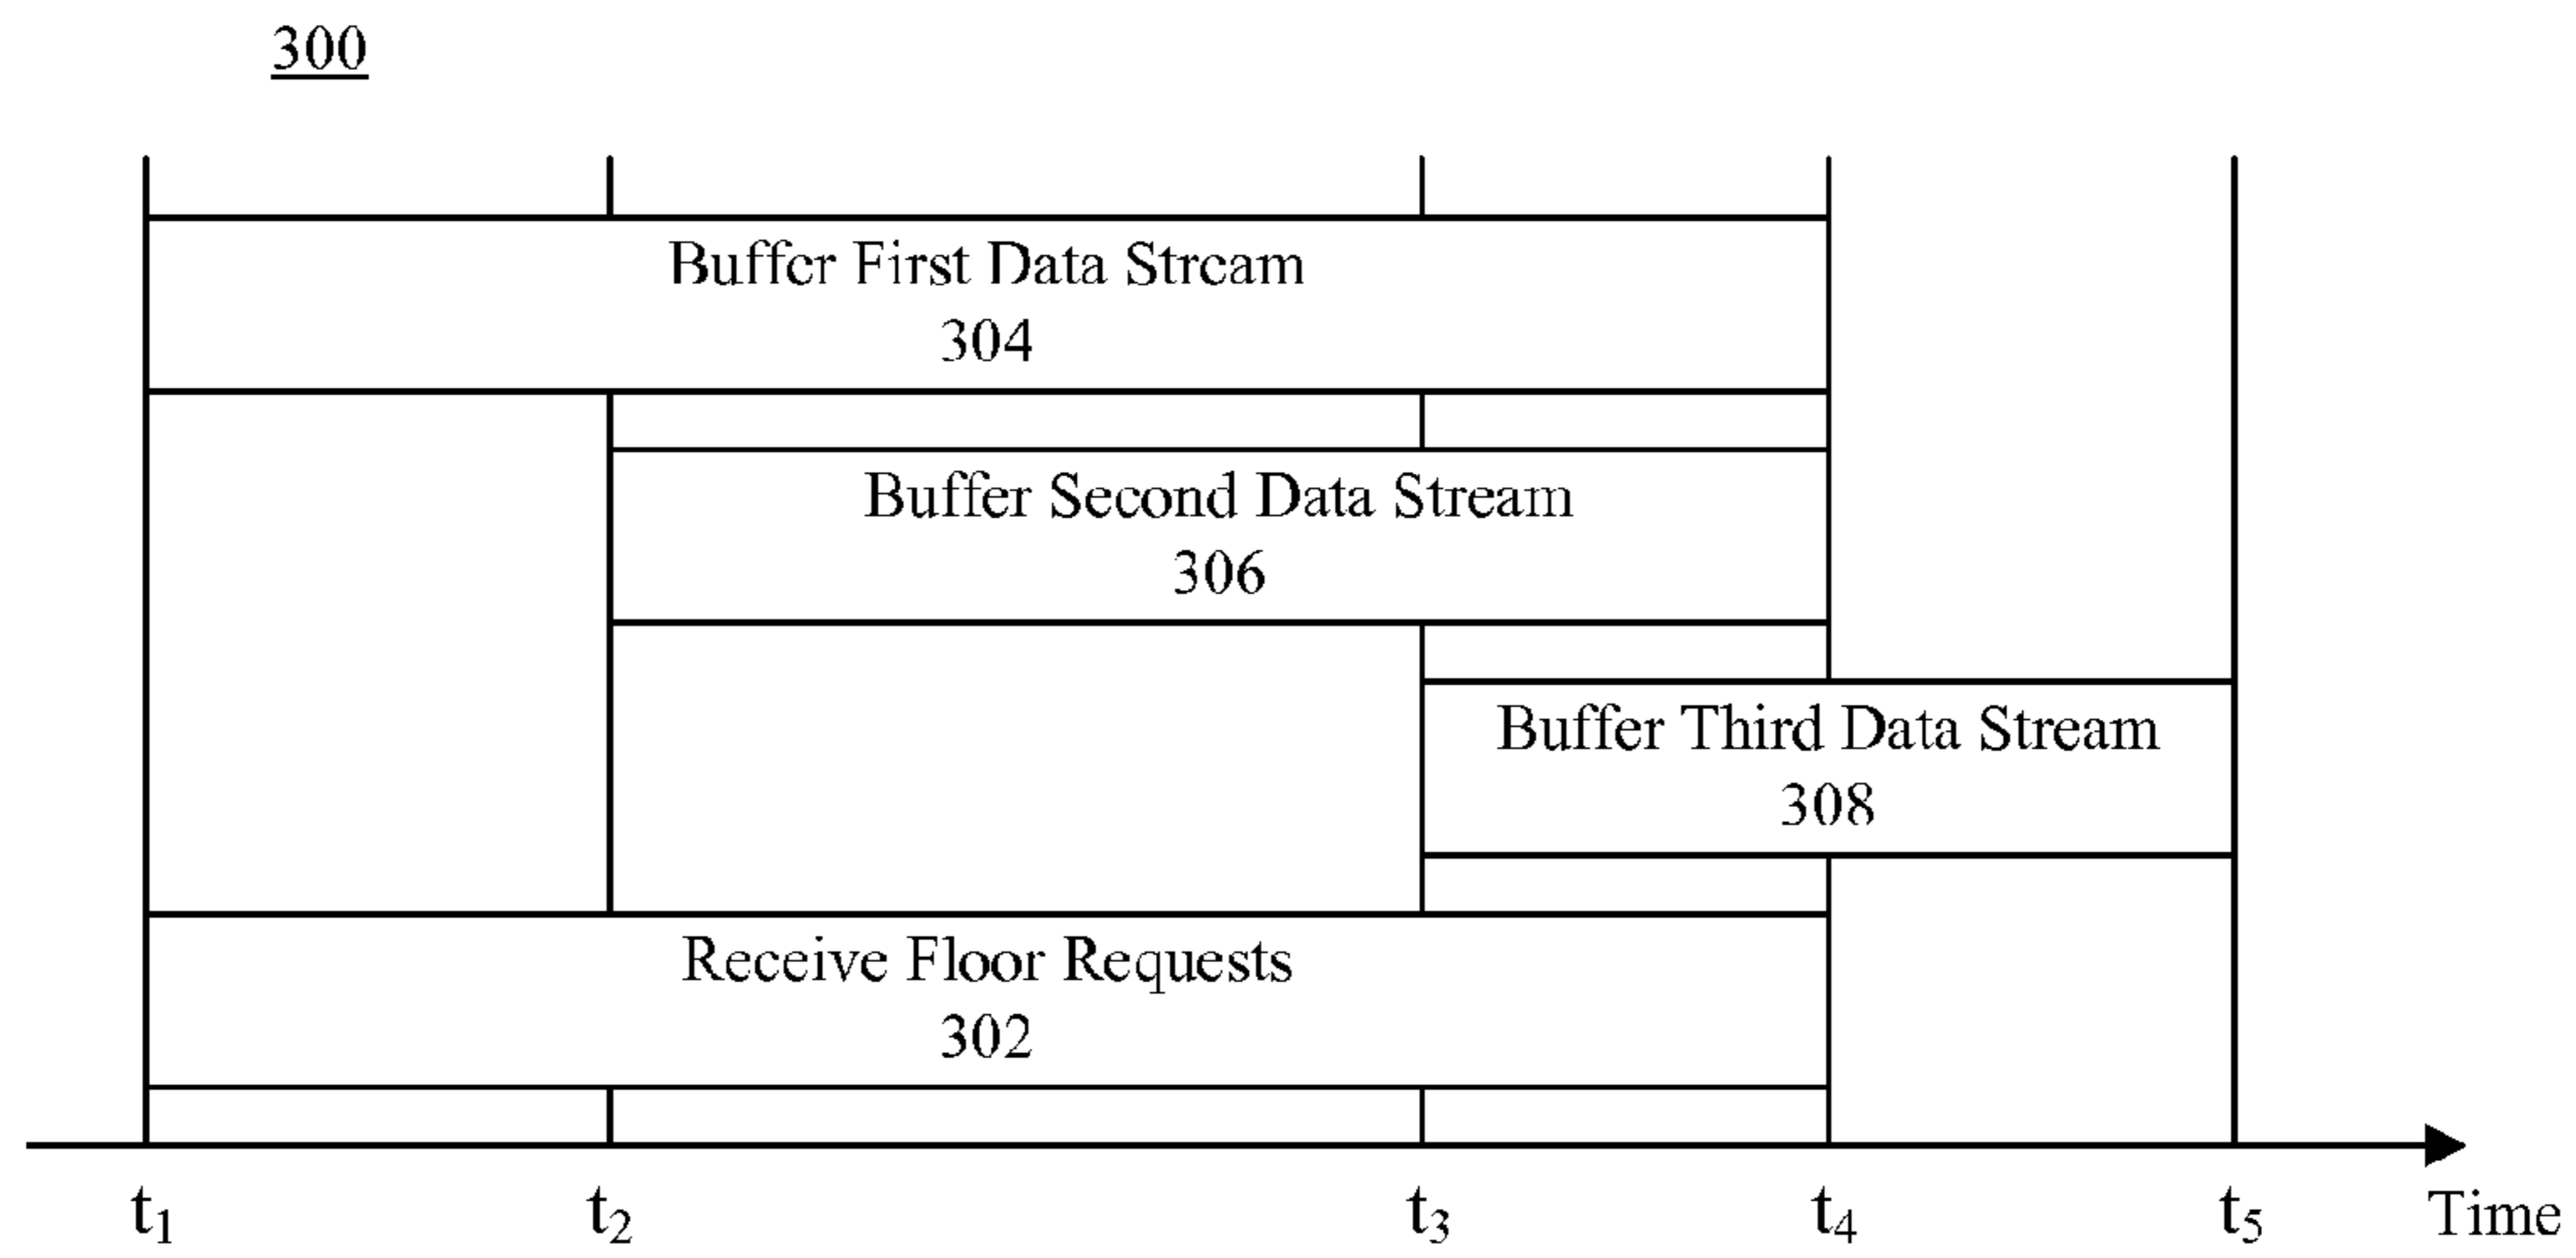 300
Buffer First Data Stream
304
Buffer Second Data Stream
306
Buffer Third Data Stream
308
Receive Floor Requests
302
t₁ t₂ t₃ t₄ t₅ Time